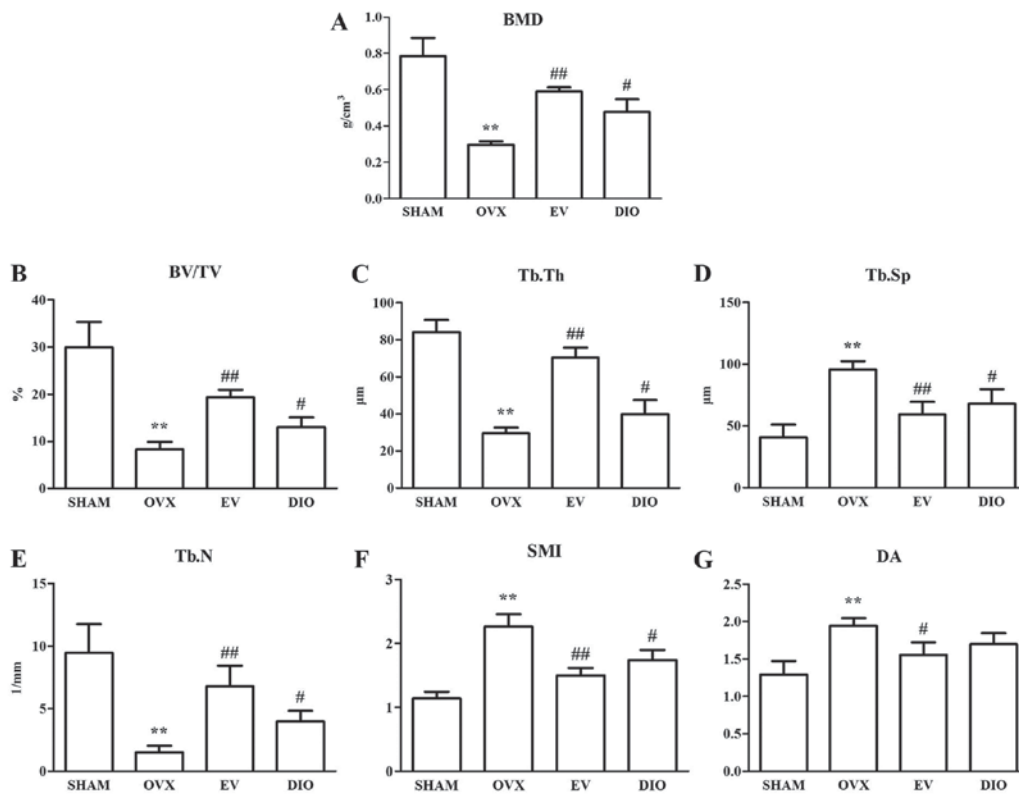 A
BMD
g/cm³
1.0
0.8
0.6
0.4
0.2
0.0
**
##
#
SHAM OVX EV DIO
B
BV/TV
%
40
30
20
10
0
**
##
#
SHAM OVX EV DIO
C
Tb.Th
μm
100
80
60
40
20
0
**
##
#
SHAM OVX EV DIO
D
Tb.Sp
μm
150
100
50
0
**
##
#
SHAM OVX EV DIO
E
Tb.N
1/mm
15
10
5
0
**
##
#
SHAM OVX EV DIO
F
SMI
3
2
1
0
**
##
#
SHAM OVX EV DIO
G
DA
2.5
2.0
1.5
1.0
0.5
0.0
**
#
SHAM OVX EV DIO